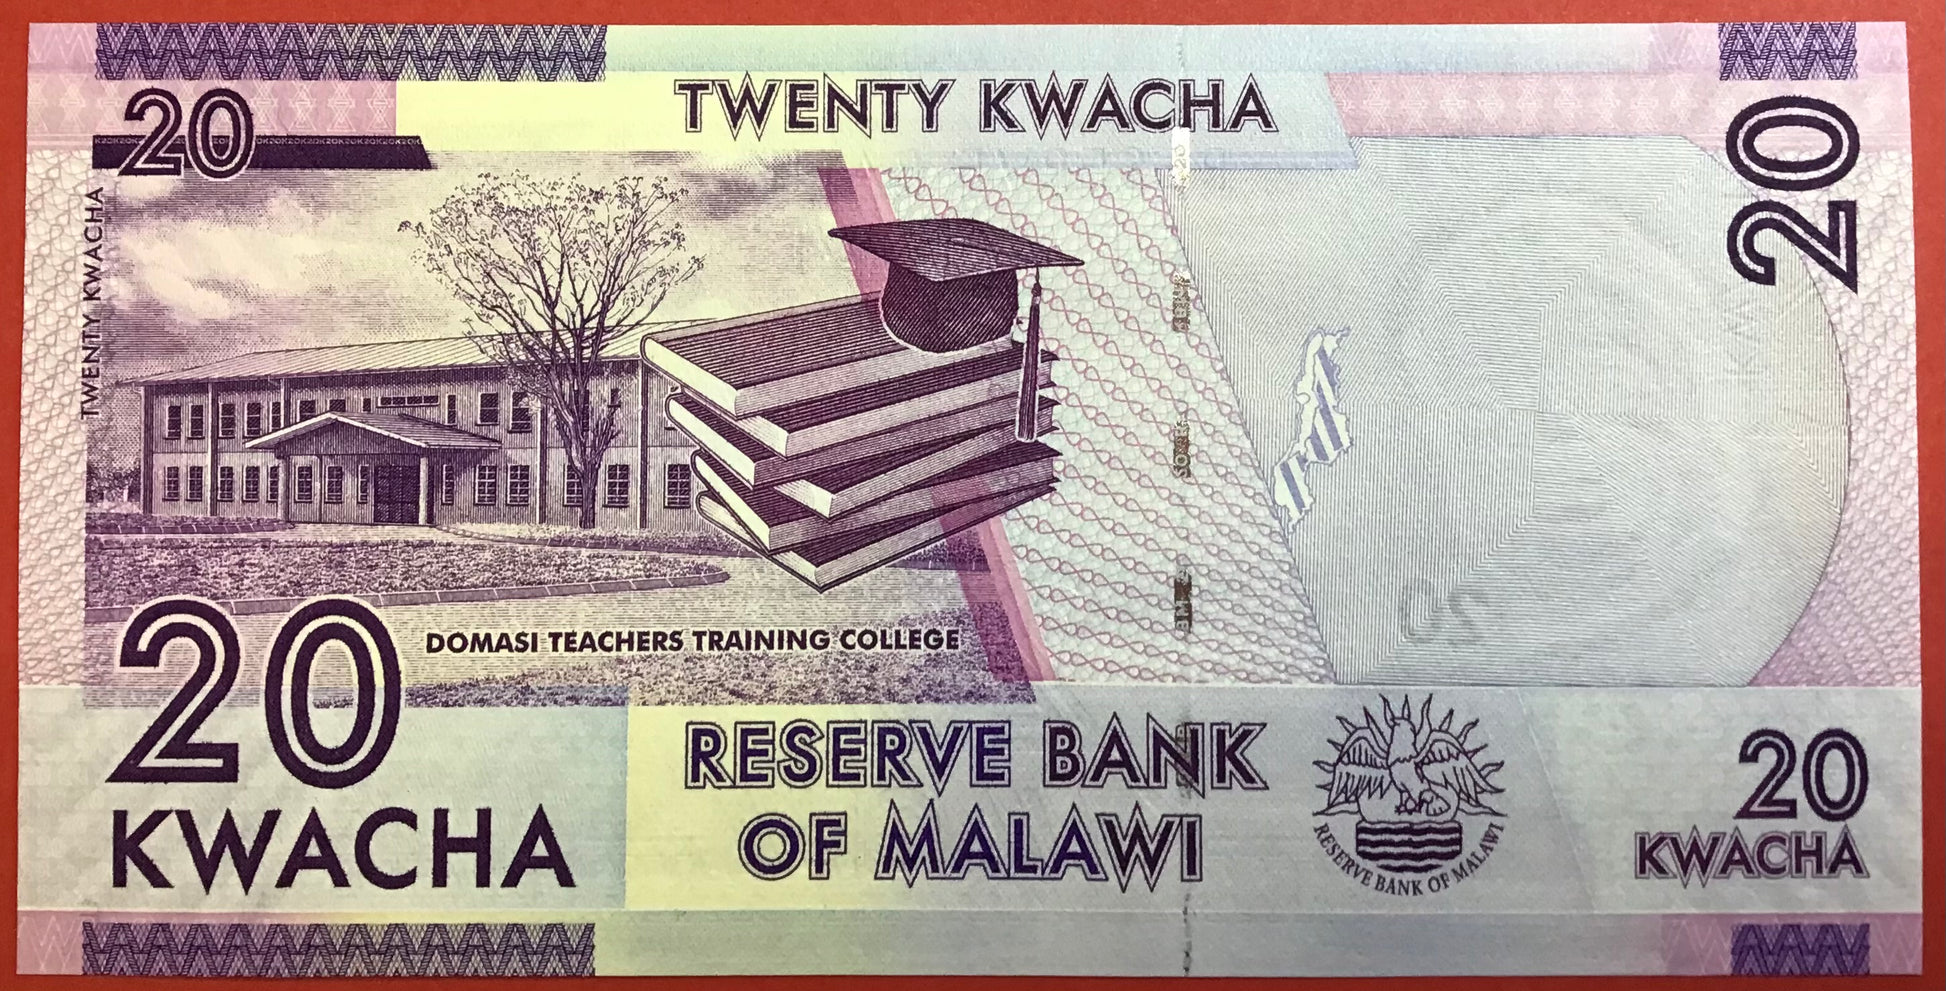 TWENTY KWACHA
20
20
TWENTY KWACHA
DOMASI TEACHERS TRAINING COLLEGE
20
KWACHA
RESERVE BANK
OF MALAWI
RESERVE BANK OF MALAWI
20
KWACHA